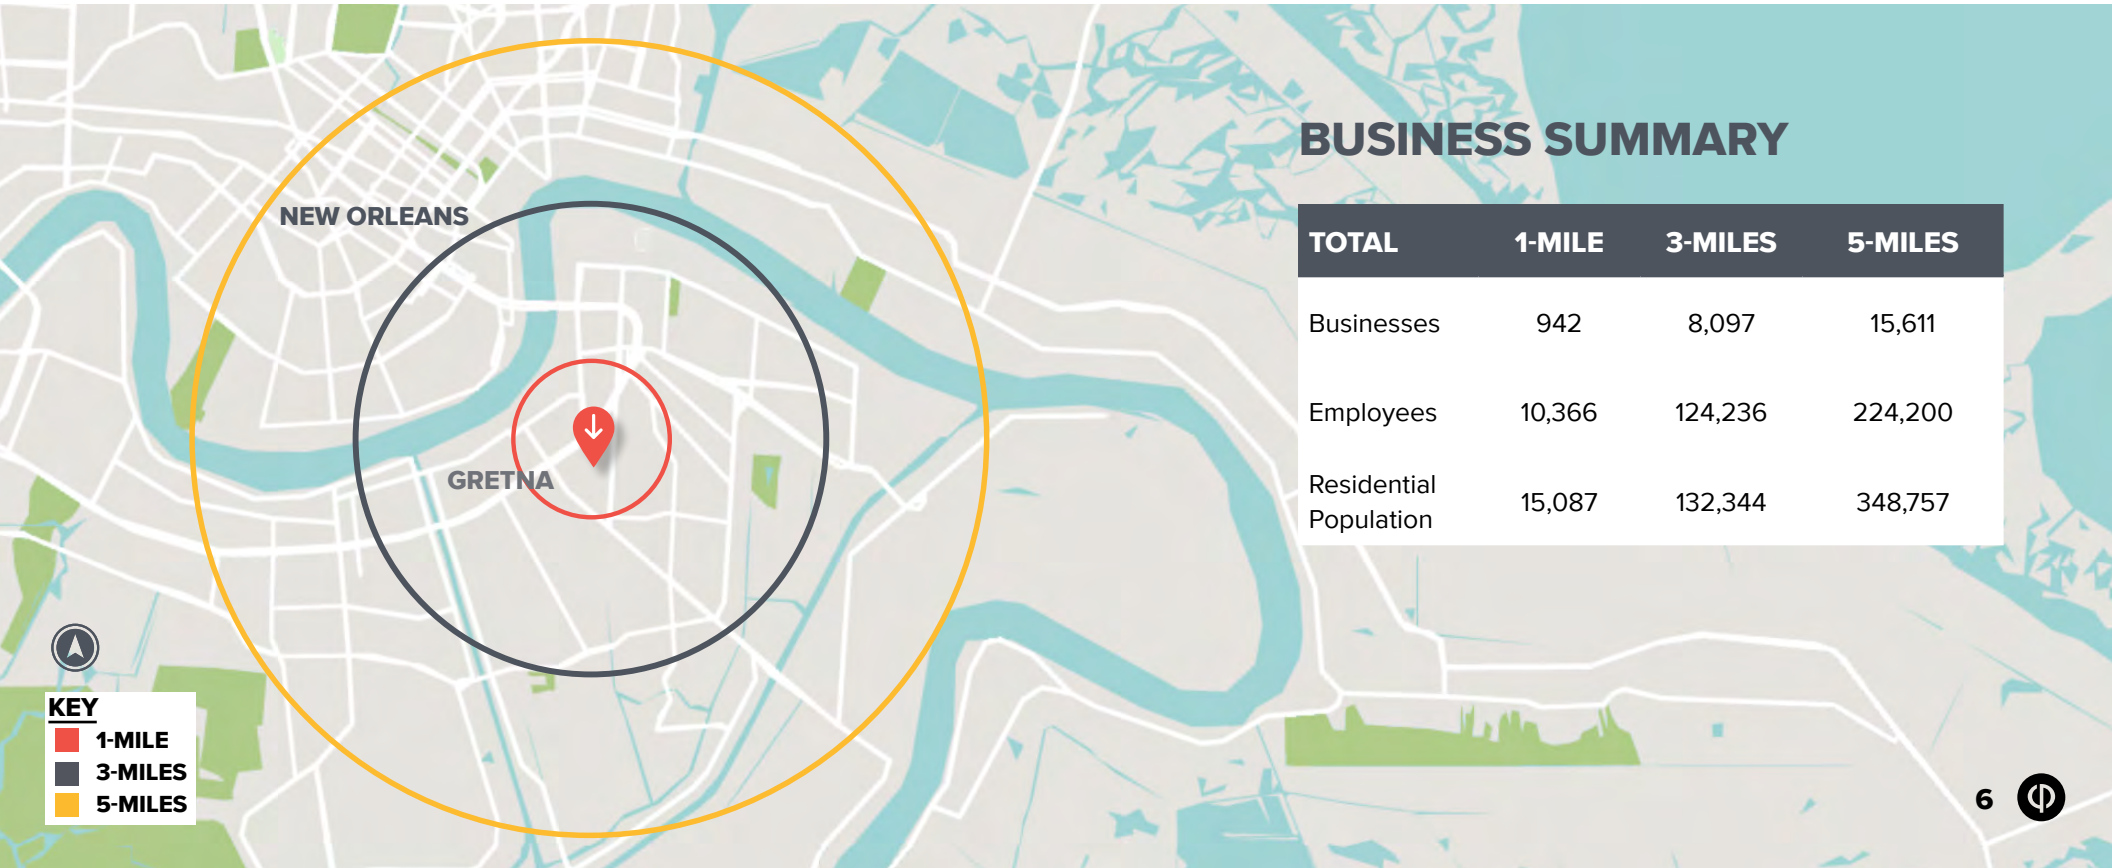 NEW ORLEANS
GRETNA
KEY
1-MILE
3-MILES
5-MILES
BUSINESS SUMMARY
TOTAL 1-MILE 3-MILES 5-MILES
Businesses 942 8,097 15,611
Employees 10,366 124,236 224,200
Residential
Population 15,087 132,344 348,757
6